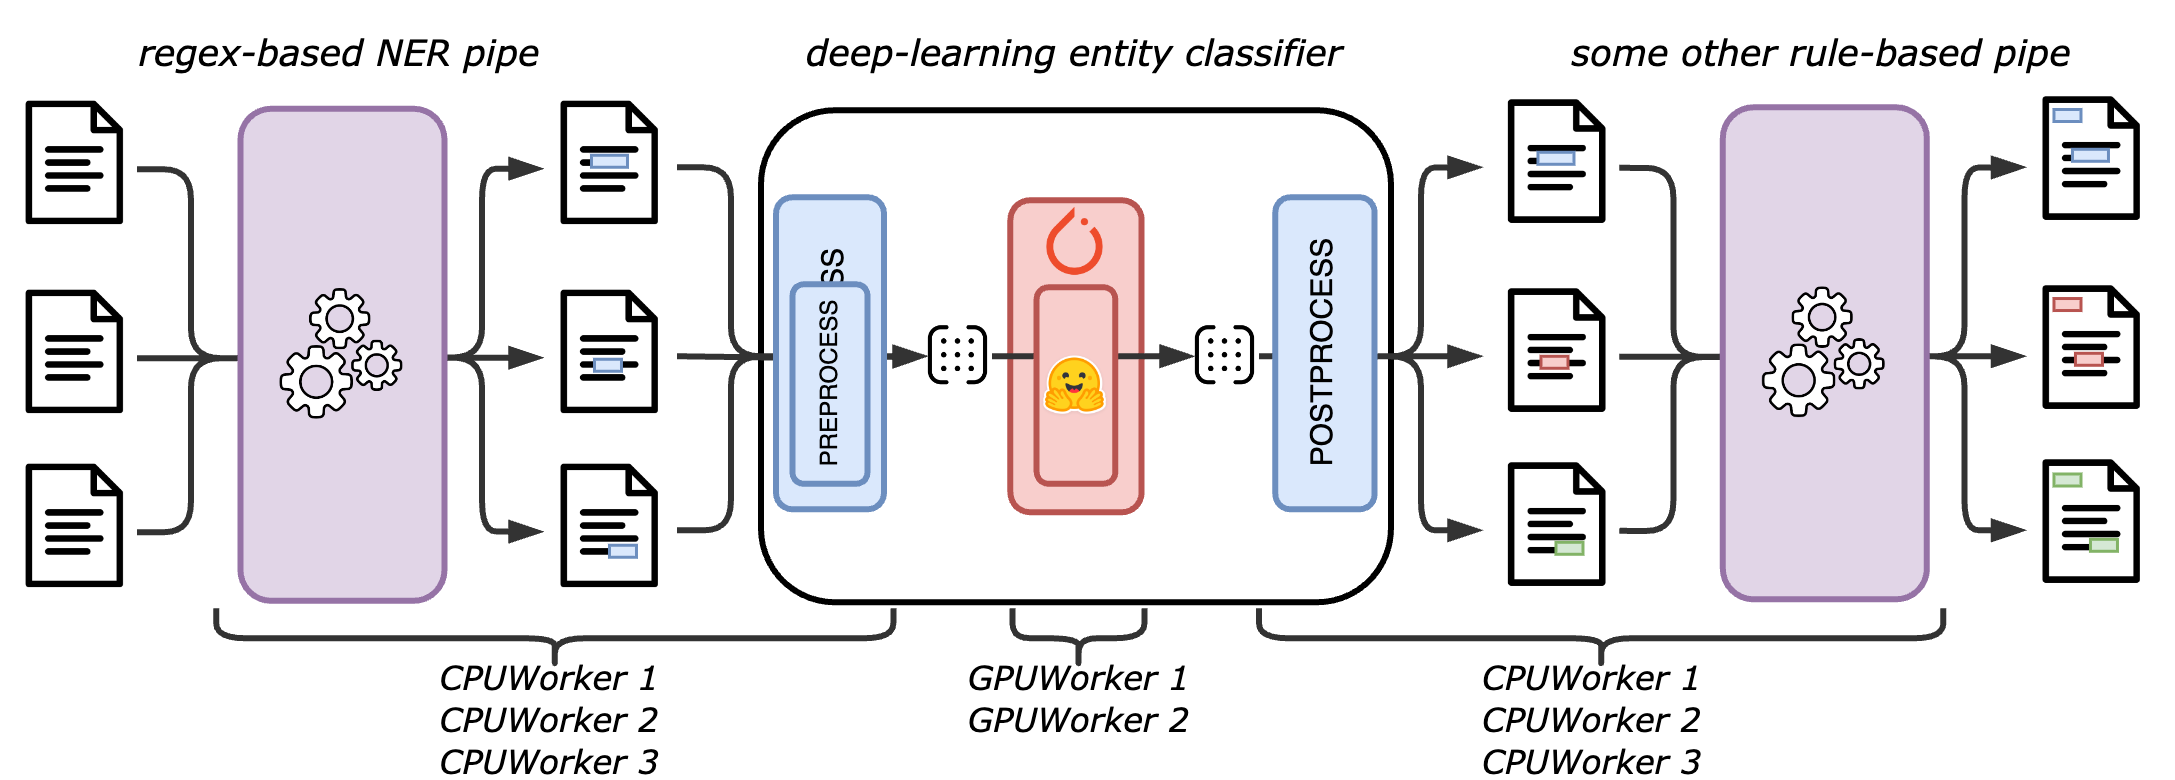 regex-based NER pipe
deep-learning entity classifier
some other rule-based pipe
SS
PREPROCESS
POSTPROCESS
CPUWorker 1
CPUWorker 2
CPUWorker 3
GPUWorker 1
GPUWorker 2
CPUWorker 1
CPUWorker 2
CPUWorker 3